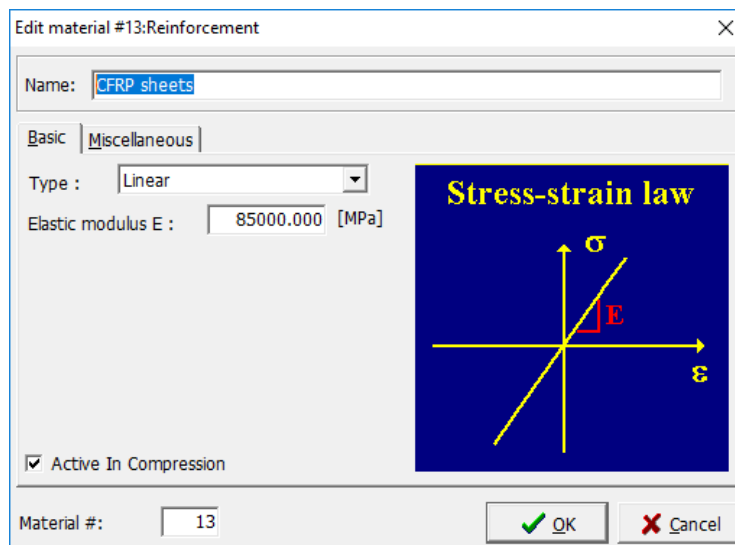 Edit material #13:Reinforcement
Name: CFRP sheets
Basic Miscellaneous
Type : Linear
Elastic modulus E : 85000.000 [MPa]
Stress-strain law
σ
E
ε
Active In Compression
Material #: 13
OK Cancel